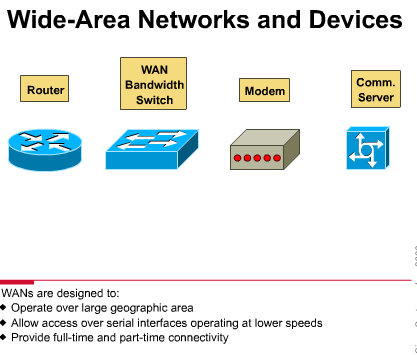 Wide-Area Networks and Devices
Router
WAN
Bandwidth
Switch
Modem
Comm.
Server
WANs are designed to:
Operate over large geographic area
Allow access over serial interfaces operating at lower speeds
Provide full-time and part-time connectivity